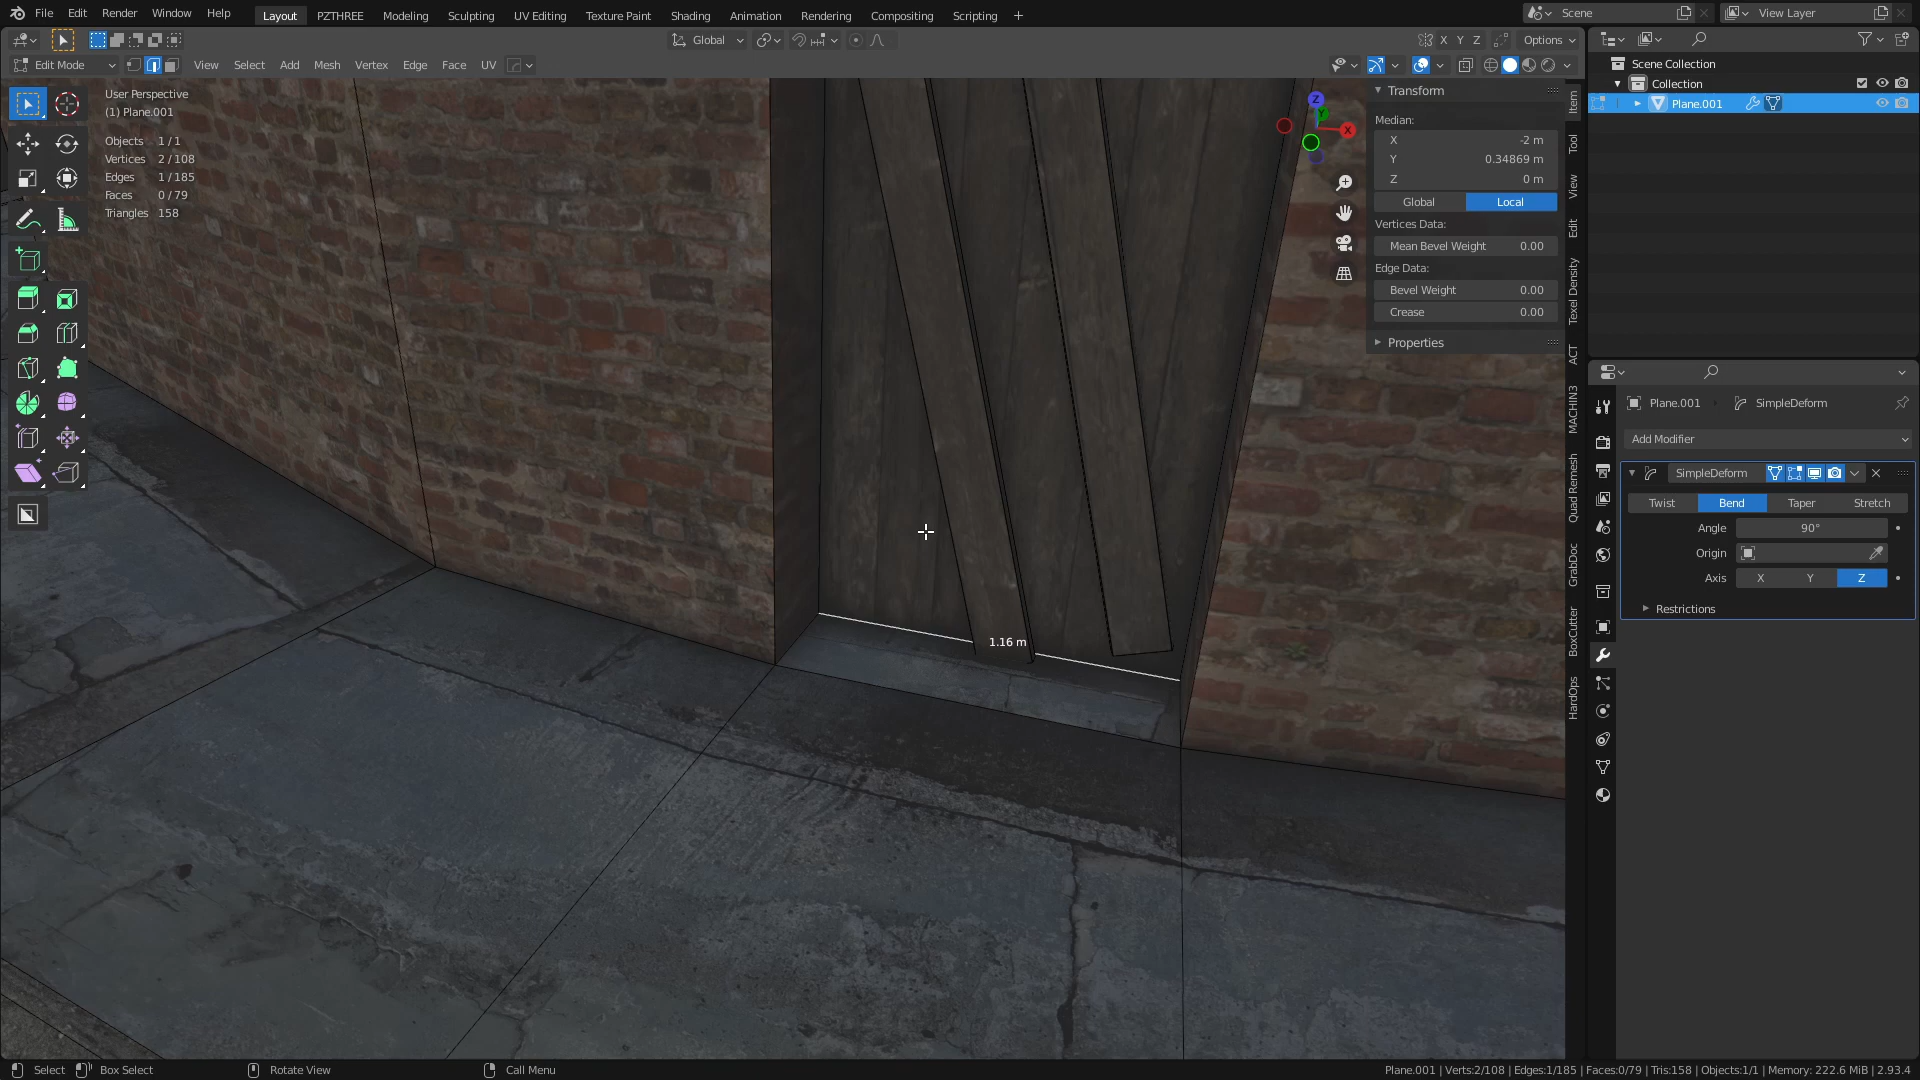 File Edit Render Window Help
Layout PZTHREE Modeling Sculpting UV Editing Texture Paint Shading Animation Rendering Compositing Scripting +
Scene View Layer
Global
X Y Z Options
Edit Mode View Select Add Mesh Vertex Edge Face UV
User Perspective
(1) Plane.001
Objects 1/1
Vertices 2/108
Edges 1/185
Faces 0/79
Triangles 158
Z
Y
X
1.16 m
Transform
Median:
X -2 m
Y 0.34869 m
Z 0 m
Global Local
Vertices Data:
Mean Bevel Weight 0.00
Edge Data:
Bevel Weight 0.00
Crease 0.00
Properties
Item
Tool
View
Edit
Texel Density
ACT
MACHIN3
Quad Remesh
GrabDoc
BoxCutter
HardOps
Scene Collection
Collection
Plane.001
Plane.001 SimpleDeform
Add Modifier
SimpleDeform
Twist Bend Taper Stretch
Angle 90°
Origin
Axis X Y Z
Restrictions
Select Box Select Rotate View Call Menu
Plane.001 | Verts:2/108 | Edges:1/185 | Faces:0/79 | Tris:158 | Objects:1/1 | Memory: 222.6 MiB | 2.93.4